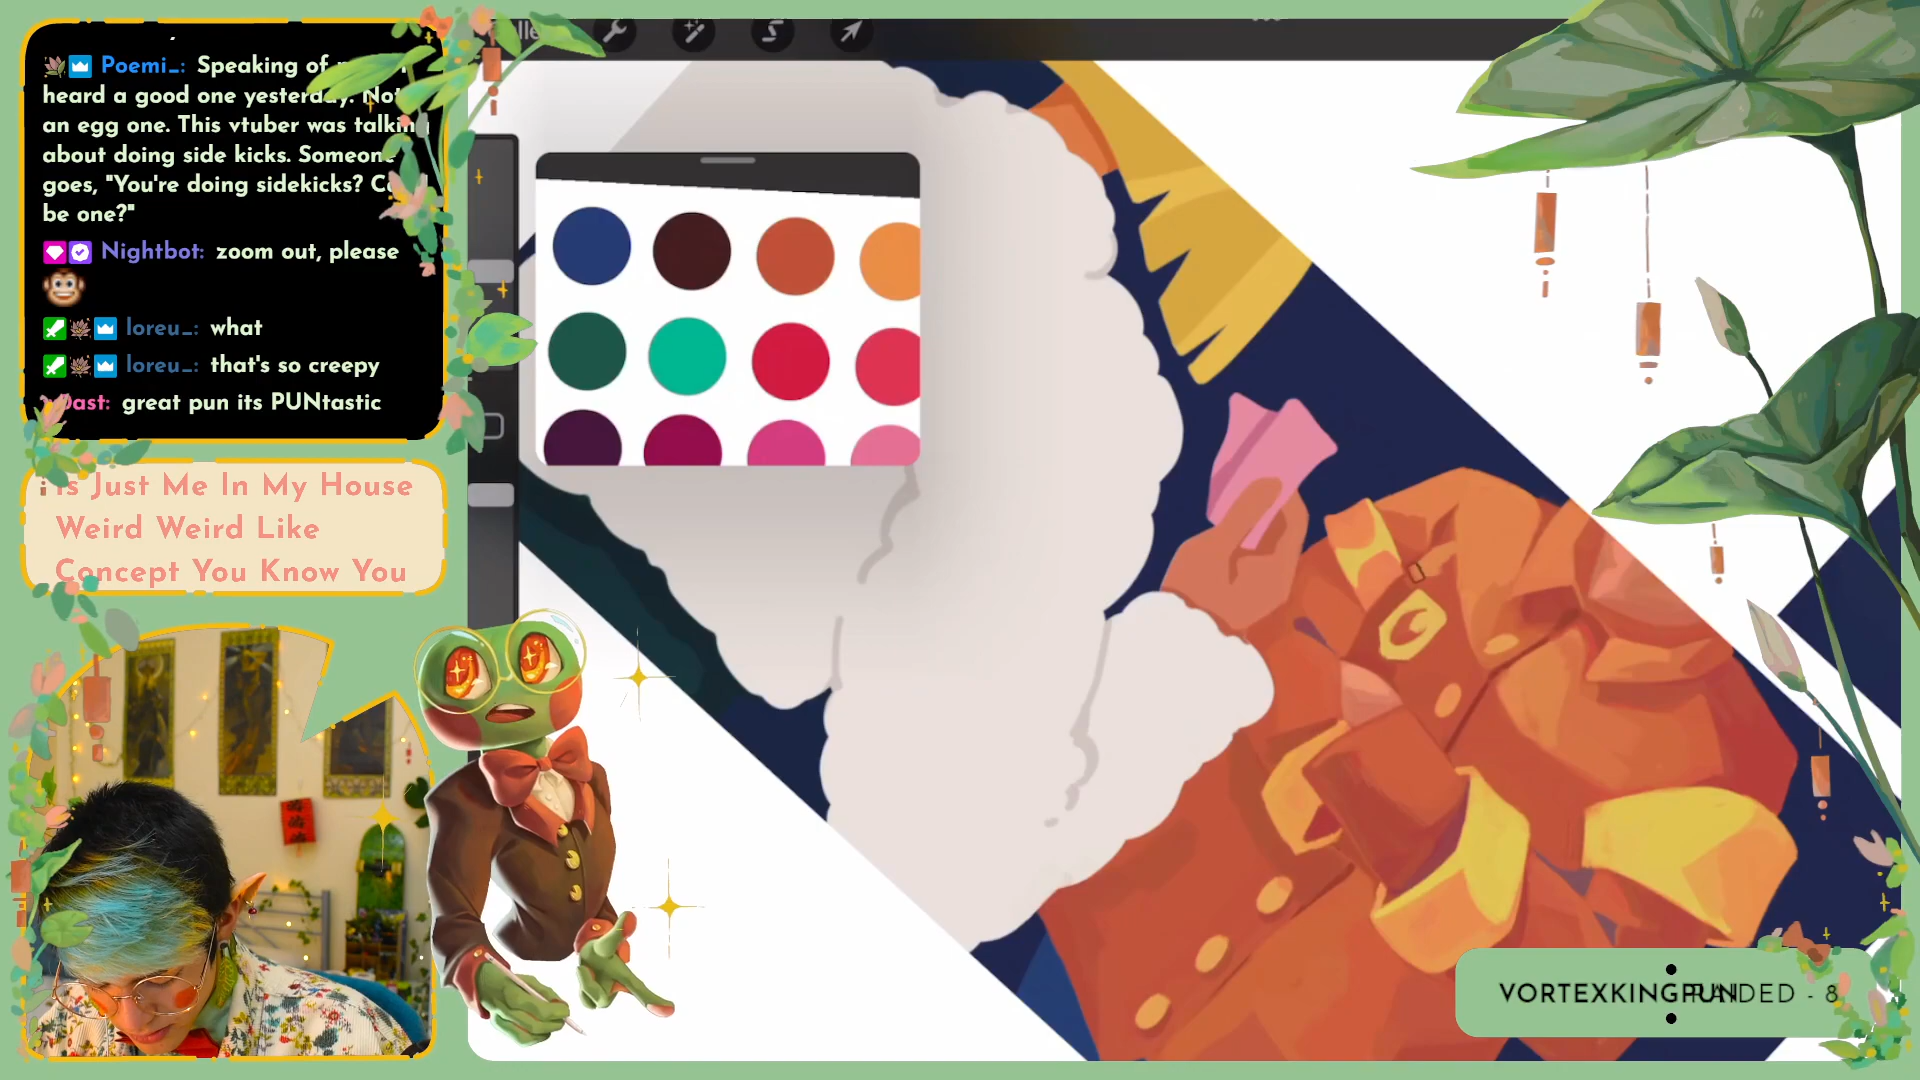 Poemi_: Speaking of
heard a good one yesterday. Not
an egg one. This vtuber was talking
about doing side kicks. Someone
goes, "You're doing sidekicks?
be one?"
Nightbot: zoom out, please
loreu_: what
loreu_: that's so creepy
ast: great pun its PUNtastic
Is Just Me In My House
Weird Weird Like
Concept You Know You
VORTEXKINGPUN
- 8